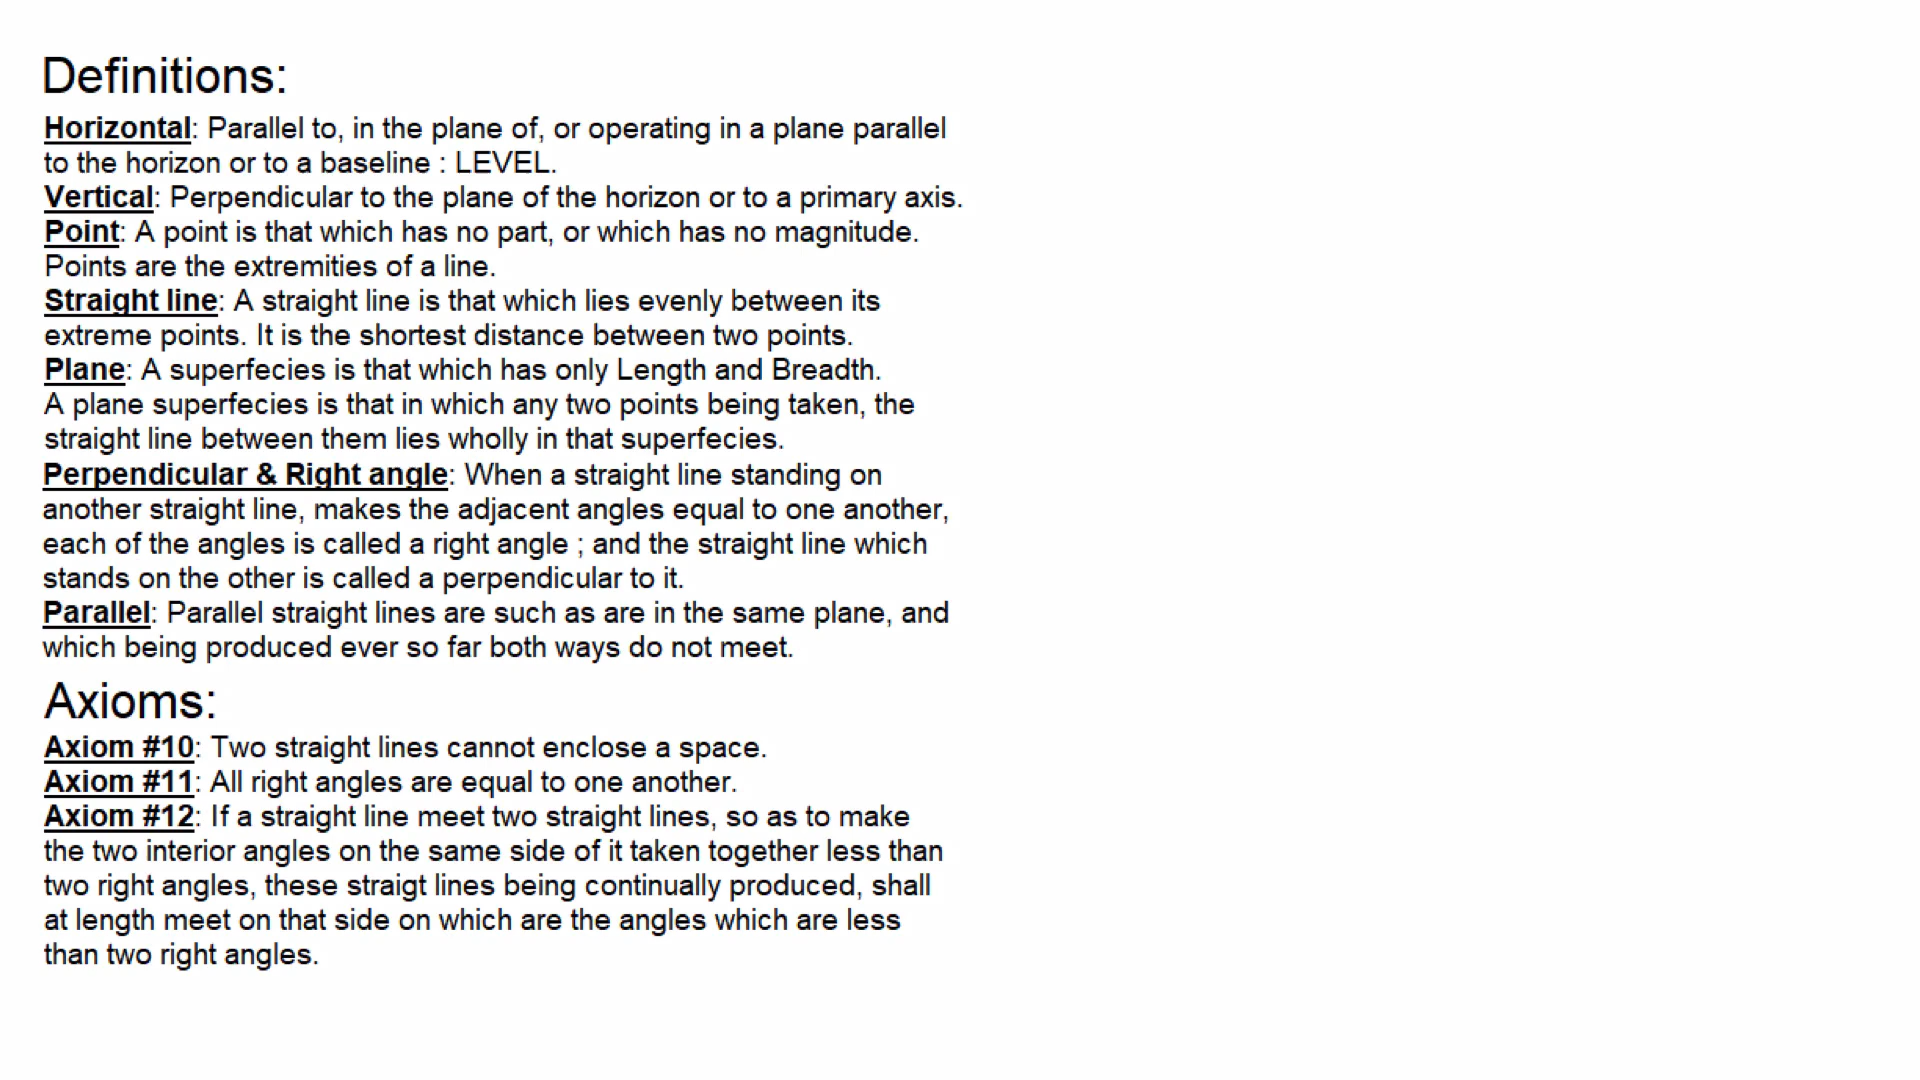 Definitions:
Horizontal: Parallel to, in the plane of, or operating in a plane parallel
to the horizon or to a baseline : LEVEL.
Vertical: Perpendicular to the plane of the horizon or to a primary axis.
Point: A point is that which has no part, or which has no magnitude.
Points are the extremities of a line.
Straight line: A straight line is that which lies evenly between its
extreme points. It is the shortest distance between two points.
Plane: A superfecies is that which has only Length and Breadth.
A plane superfecies is that in which any two points being taken, the
straight line between them lies wholly in that superfecies.
Perpendicular & Right angle: When a straight line standing on
another straight line, makes the adjacent angles equal to one another,
each of the angles is called a right angle ; and the straight line which
stands on the other is called a perpendicular to it.
Parallel: Parallel straight lines are such as are in the same plane, and
which being produced ever so far both ways do not meet.
Axioms:
Axiom #10: Two straight lines cannot enclose a space.
Axiom #11: All right angles are equal to one another.
Axiom #12: If a straight line meet two straight lines, so as to make
the two interior angles on the same side of it taken together less than
two right angles, these straigt lines being continually produced, shall
at length meet on that side on which are the angles which are less
than two right angles.